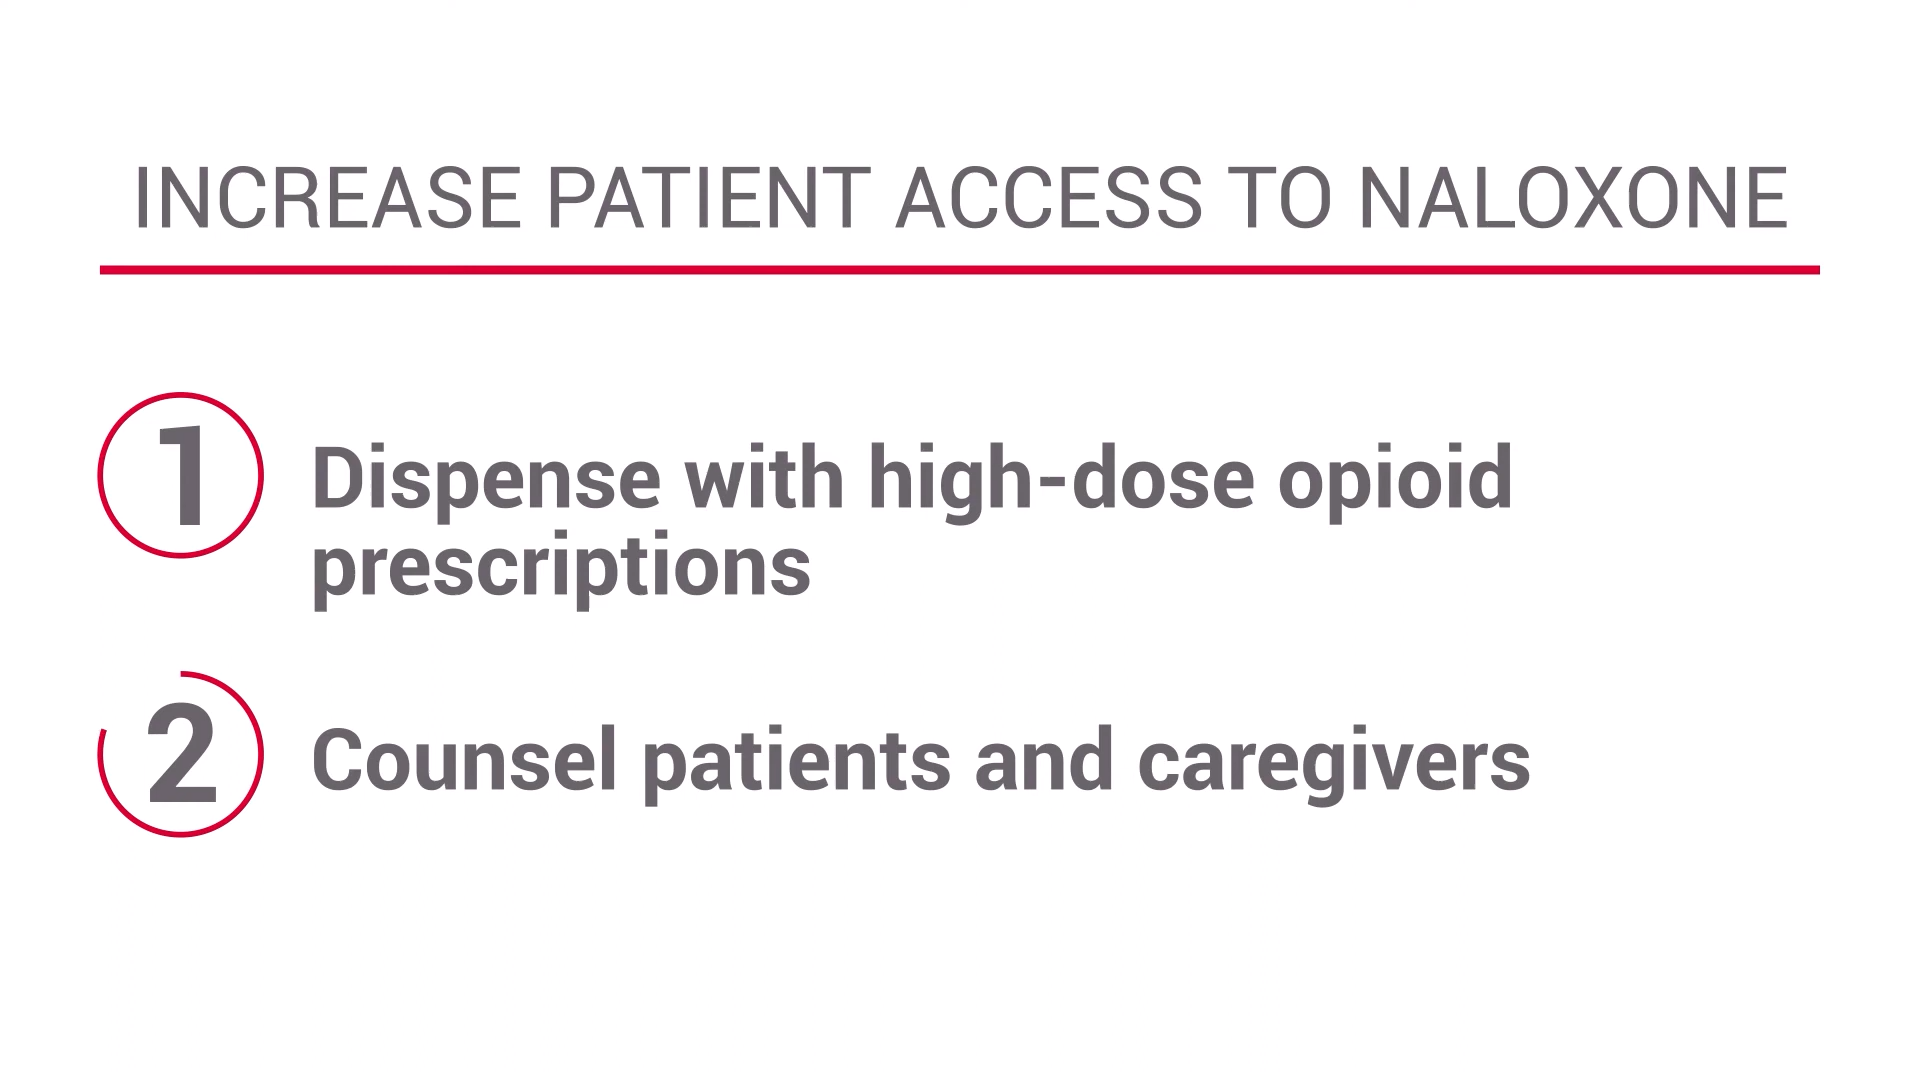 INCREASE PATIENT ACCESS TO NALOXONE
1 Dispense with high-dose opioid
prescriptions
2 Counsel patients and caregivers